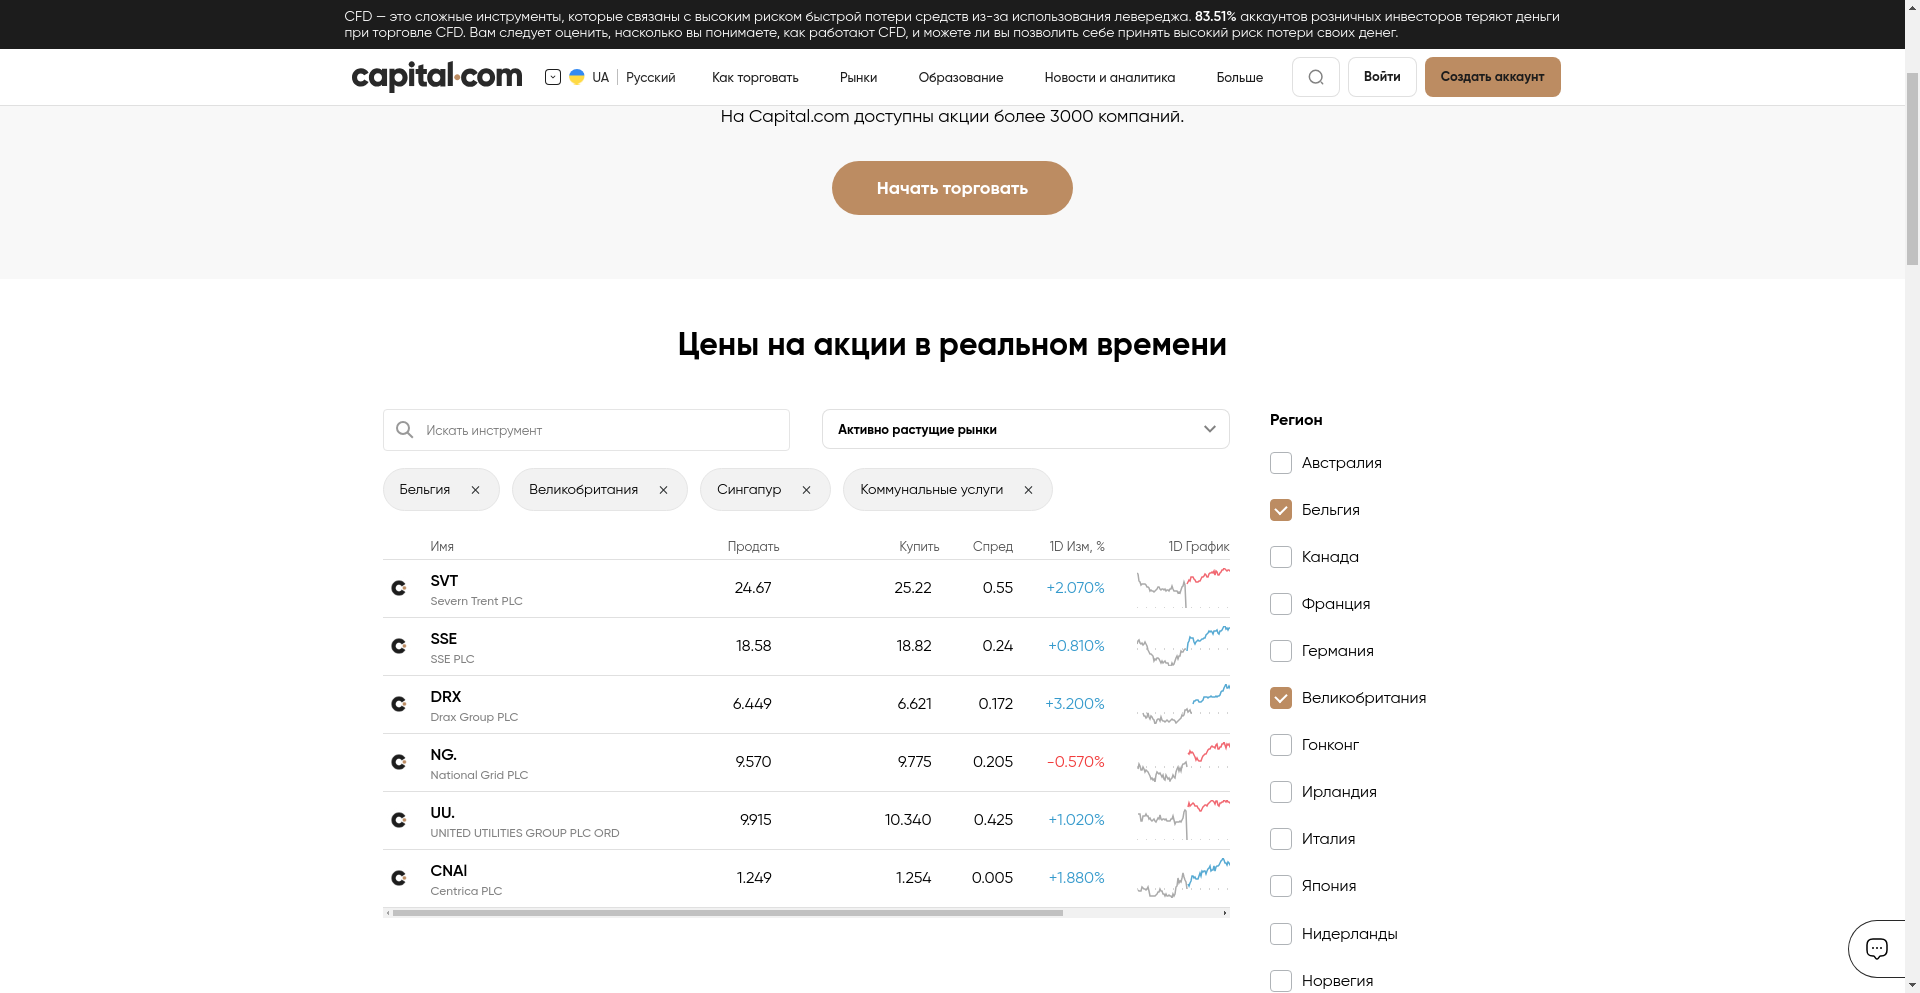 CFD — это сложные инструменты, которые связаны с высоким риском быстрой потери средств из-за использования левереджа. 83.51% аккаунтов розничных инвесторов теряют деньги
при торговле CFD. Вам следует оценить, насколько вы понимаете, как работают CFD, и можете ли вы позволить себе принять высокий риск потери своих денег.
capital.com UA Русский Как торговать Рынки Образование Новости и аналитика Больше Войти Создать аккаунт
На Capital.com доступны акции более 3000 компаний.
Начать торговать
Цены на акции в реальном времени
Искать инструмент
Активно растущие рынки
Бельгия × Великобритания × Сингапур × Коммунальные услуги ×
Имя Продать Купить Спред 1D Изм, % 1D График
SVT 24.67 25.22 0.55 +2.070%
Severn Trent PLC
SSE 18.58 18.82 0.24 +0.810%
SSE PLC
DRX 6.449 6.621 0.172 +3.200%
Drax Group PLC
NG. 9.570 9.775 0.205 -0.570%
National Grid PLC
UU. 9.915 10.340 0.425 +1.020%
UNITED UTILITIES GROUP PLC ORD
CNAl 1.249 1.254 0.005 +1.880%
Centrica PLC
Регион
Австралия
Бельгия
Канада
Франция
Германия
Великобритания
Гонконг
Ирландия
Италия
Япония
Нидерланды
Норвегия